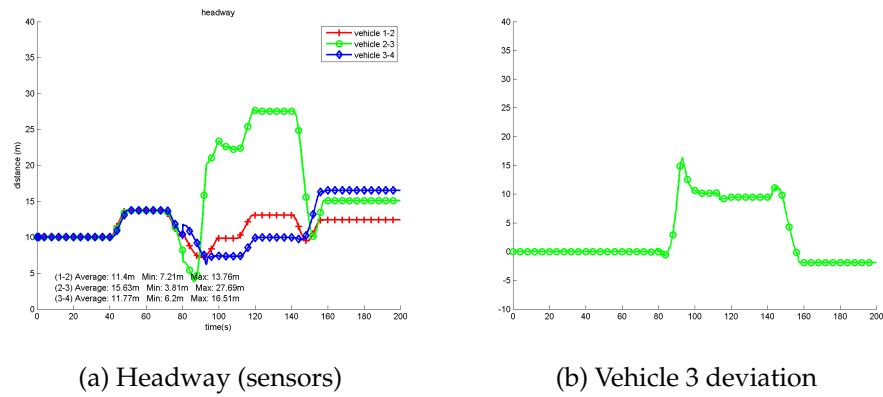 headway
40
35
30
25
20
15
10
5
0
distance (m)
vehicle 1-2
vehicle 2-3
vehicle 3-4
(1-2) Average: 11.4m Min: 7.21m Max: 13.76m
(2-3) Average: 15.63m Min: 3.81m Max: 27.69m
(3-4) Average: 11.77m Min: 6.2m Max: 16.51m
0 20 40 60 80 100 120 140 160 180 200
time(s)
40
35
30
25
20
15
10
5
0
-5
-10
0 20 40 60 80 100 120 140 160 180 200
(a) Headway (sensors)
(b) Vehicle 3 deviation